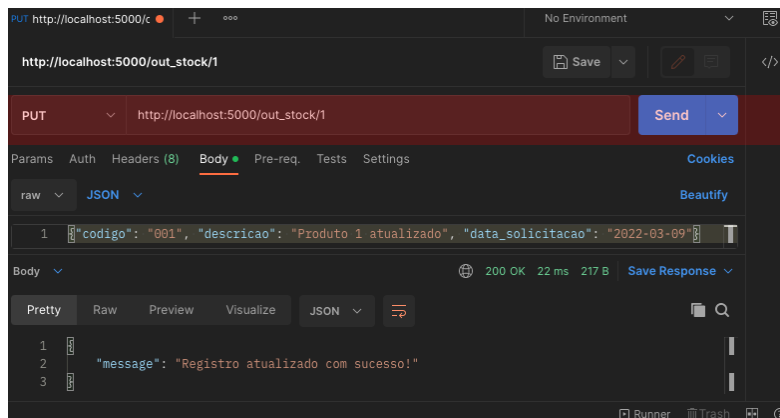 PUT http://localhost:5000/c No Environment
http://localhost:5000/out_stock/1 Save
PUT http://localhost:5000/out_stock/1 Send
Params Auth Headers (8) Body Pre-req. Tests Settings Cookies
raw JSON Beautify
1 {"codigo": "001", "descricao": "Produto 1 atualizado", "data_solicitacao": "2022-03-09"}
Body 200 OK 22 ms 217 B Save Response
Pretty Raw Preview Visualize JSON
1 {
2 "message": "Registro atualizado com sucesso!"
3 }
Runner Trash